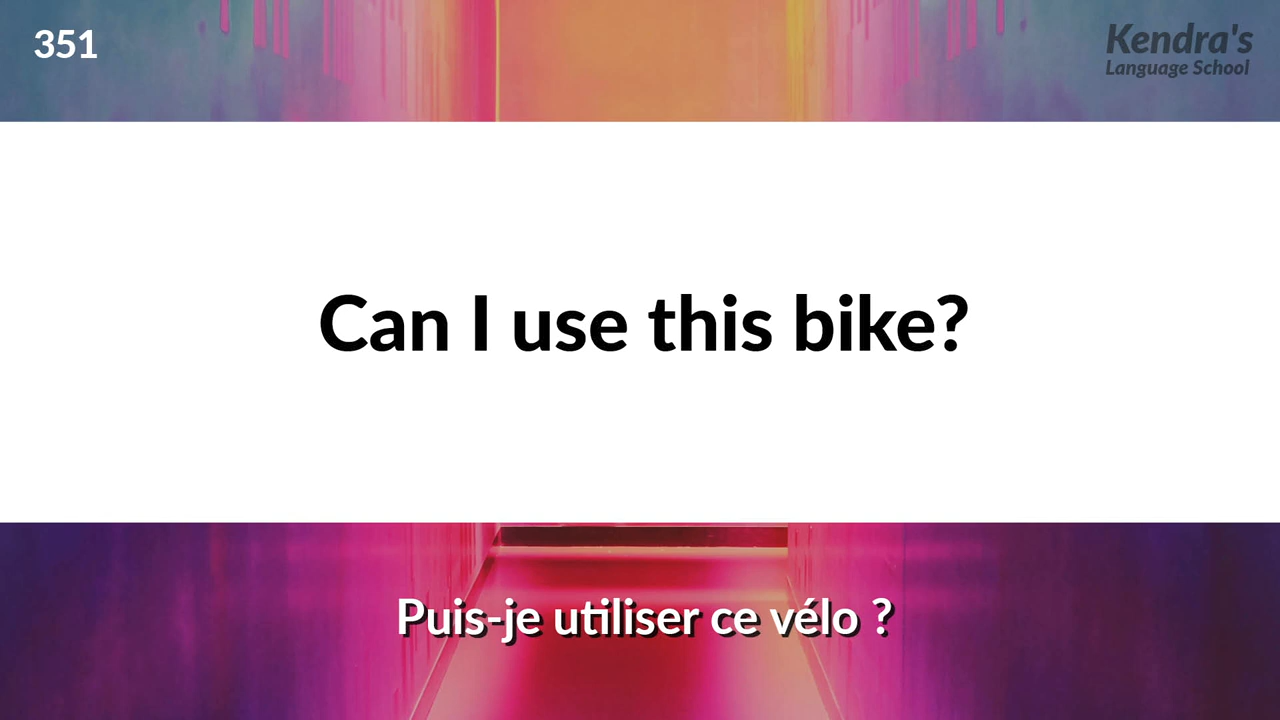 351
Kendra's
Language School
Can I use this bike?
Puis-je utiliser ce vélo ?